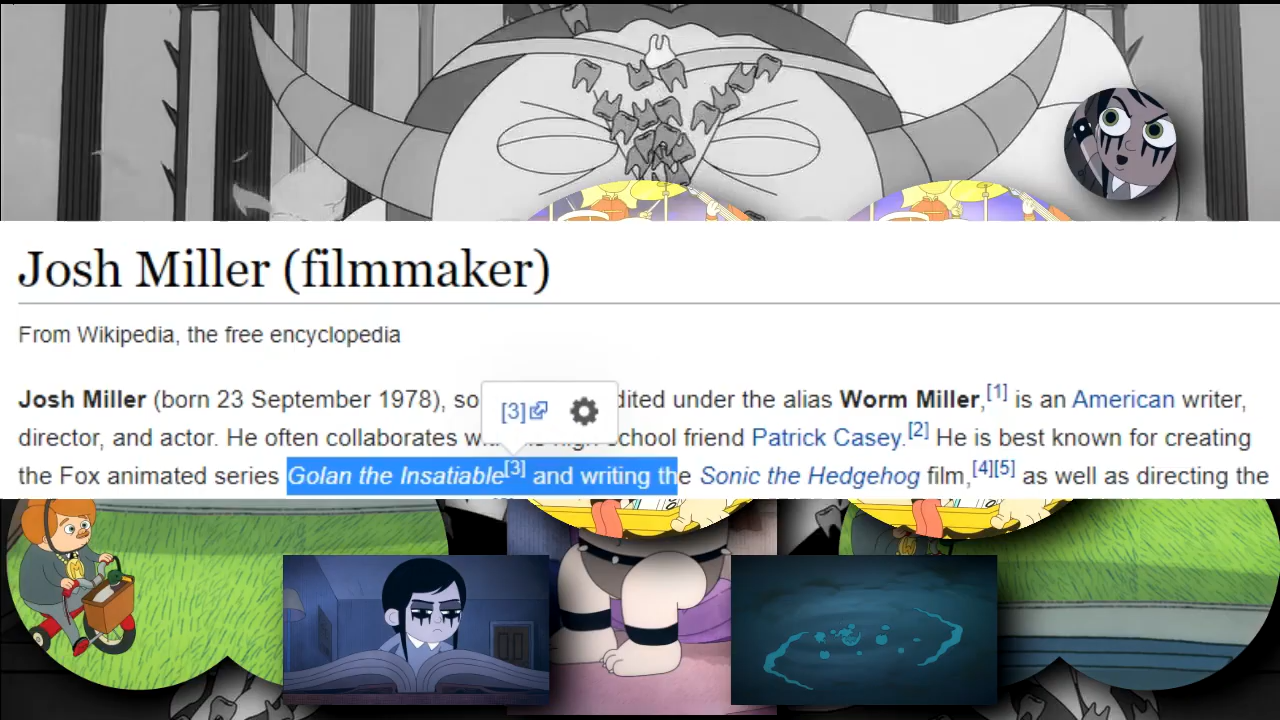 Josh Miller (filmmaker)
From Wikipedia, the free encyclopedia
[3]
Josh Miller (born 23 September 1978), so dited under the alias Worm Miller,[1] is an American writer,
director, and actor. He often collaborates school friend Patrick Casey.[2] He is best known for creating
the Fox animated series Golan the Insatiable[3] and writing the Sonic the Hedgehog film,[4][5] as well as directing the